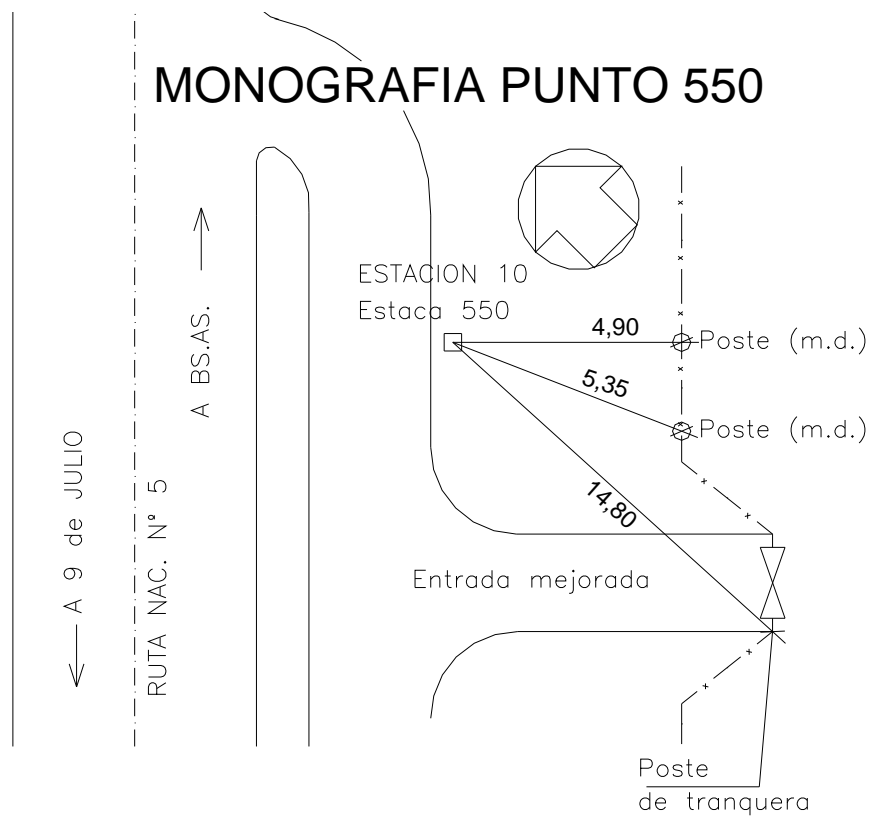 MONOGRAFIA PUNTO 550
ESTACION 10
Estaca 550
4,90
Poste (m.d.)
5,35
Poste (m.d.)
14,80
A BS.AS.
A 9 de JULIO
RUTA NAC. Nº 5
Entrada mejorada
Poste
de tranquera